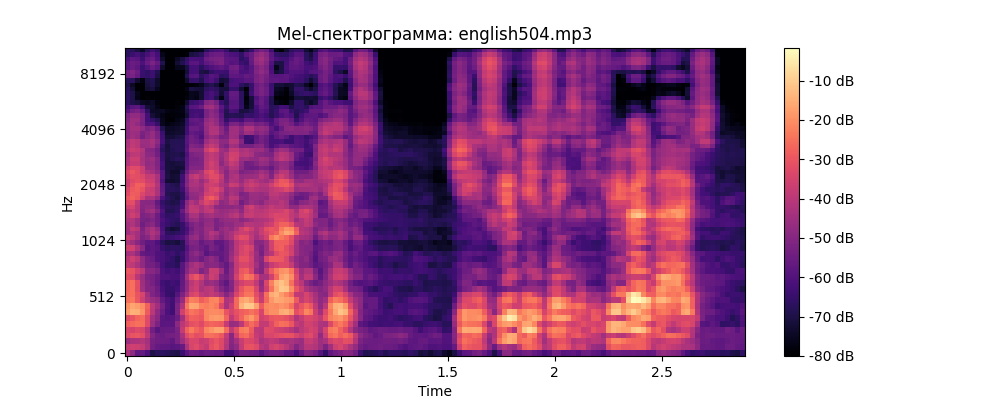 Mel-спектрограмма: english504.mp3
8192
4096
2048
1024
512
0
Hz
0 0.5 1 1.5 2 2.5
Time
-10 dB
-20 dB
-30 dB
-40 dB
-50 dB
-60 dB
-70 dB
-80 dB